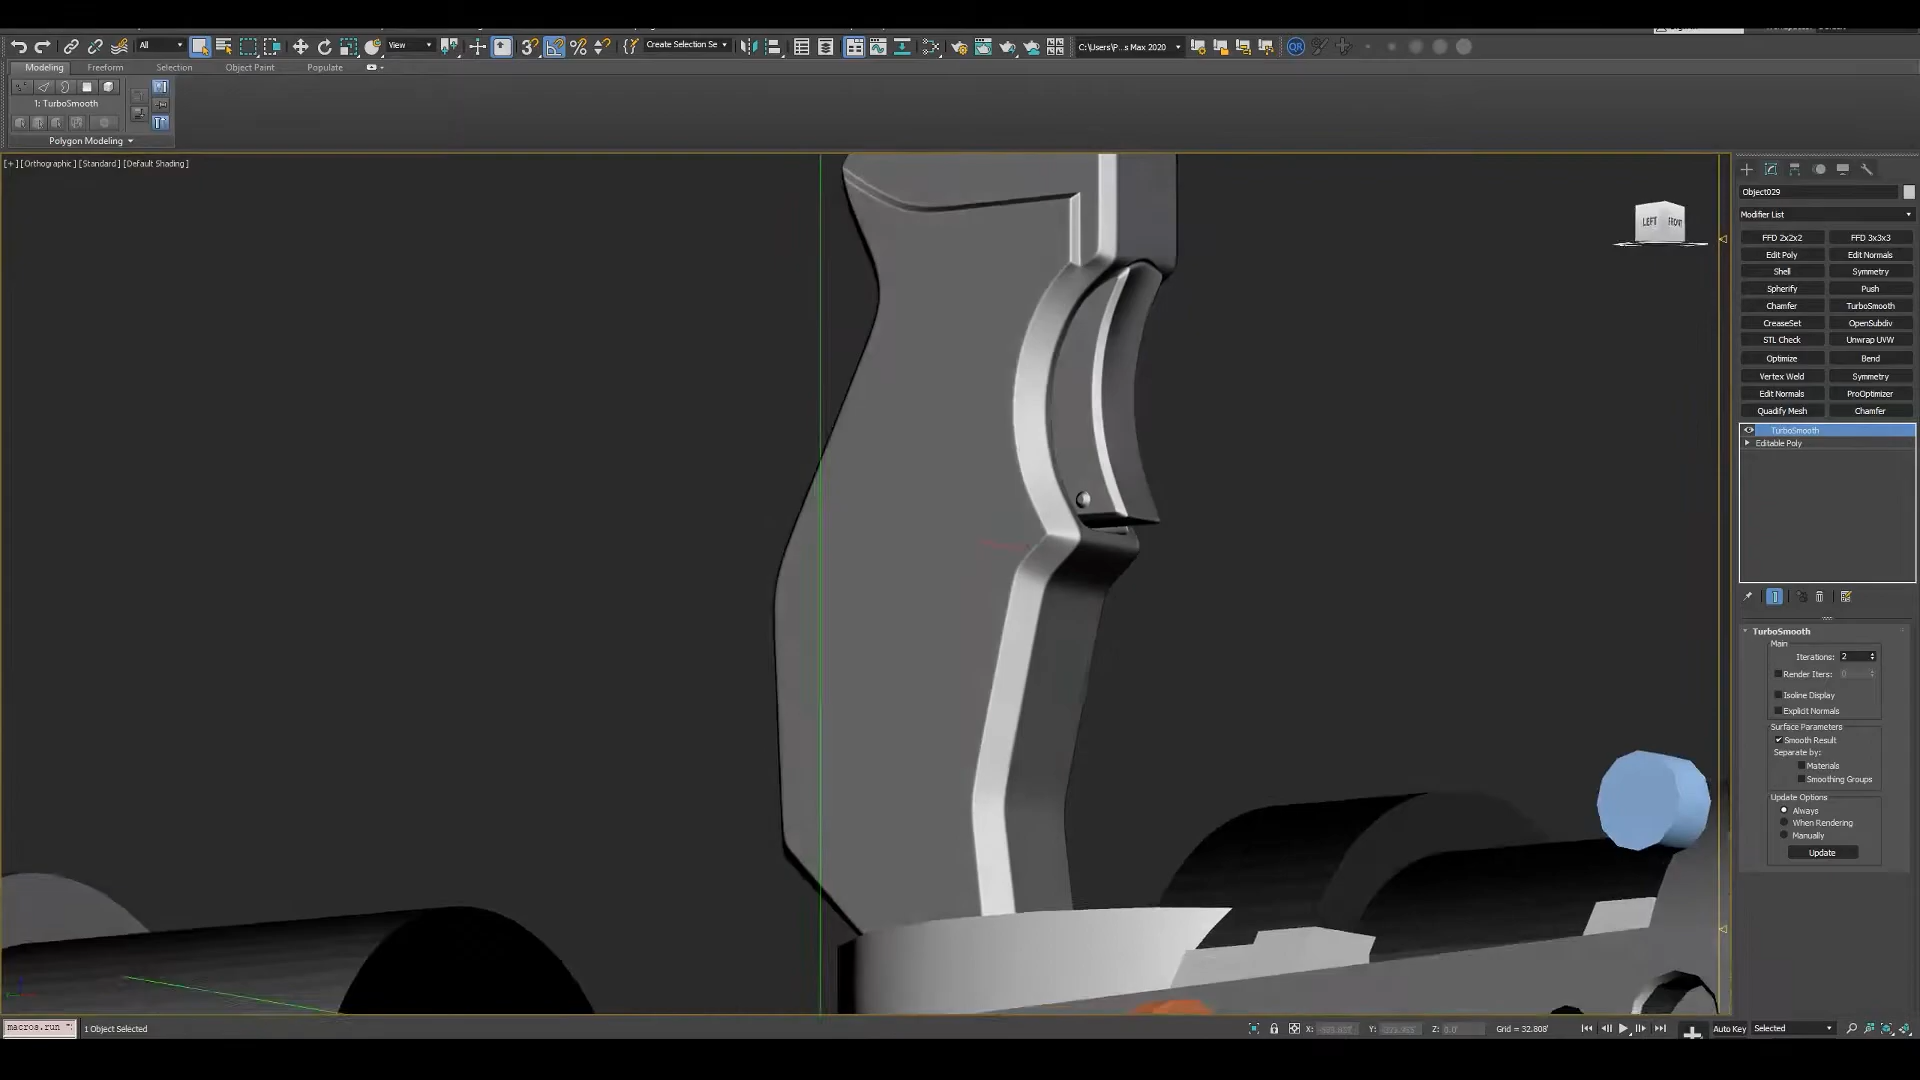 All
View
Create Selection Se
C:\Users\P...s Max 2020
Modeling
Freeform
Selection
Object Paint
Populate
1: TurboSmooth
Polygon Modeling
[+] [Orthographic] [Standard] [Default Shading]
LEFT
FRONT
Object029
Modifier List
FFD 2x2x2
FFD 3x3x3
Edit Poly
Edit Normals
Shell
Symmetry
Spherify
Push
Chamfer
TurboSmooth
CreaseSet
OpenSubdiv
STL Check
Unwrap UVW
Optimize
Bend
Vertex Weld
Symmetry
Edit Normals
ProOptimizer
Quadify Mesh
Chamfer
TurboSmooth
Editable Poly
TurboSmooth
Main
Iterations: 2
Render Iters: 0
Isoline Display
Explicit Normals
Surface Parameters
Smooth Result
Separate by:
Materials
Smoothing Groups
Update Options
Always
When Rendering
Manually
Update
macros.run "
1 Object Selected
X:
Y:
Z: 0.0'
Grid = 32.808'
Auto Key
Selected